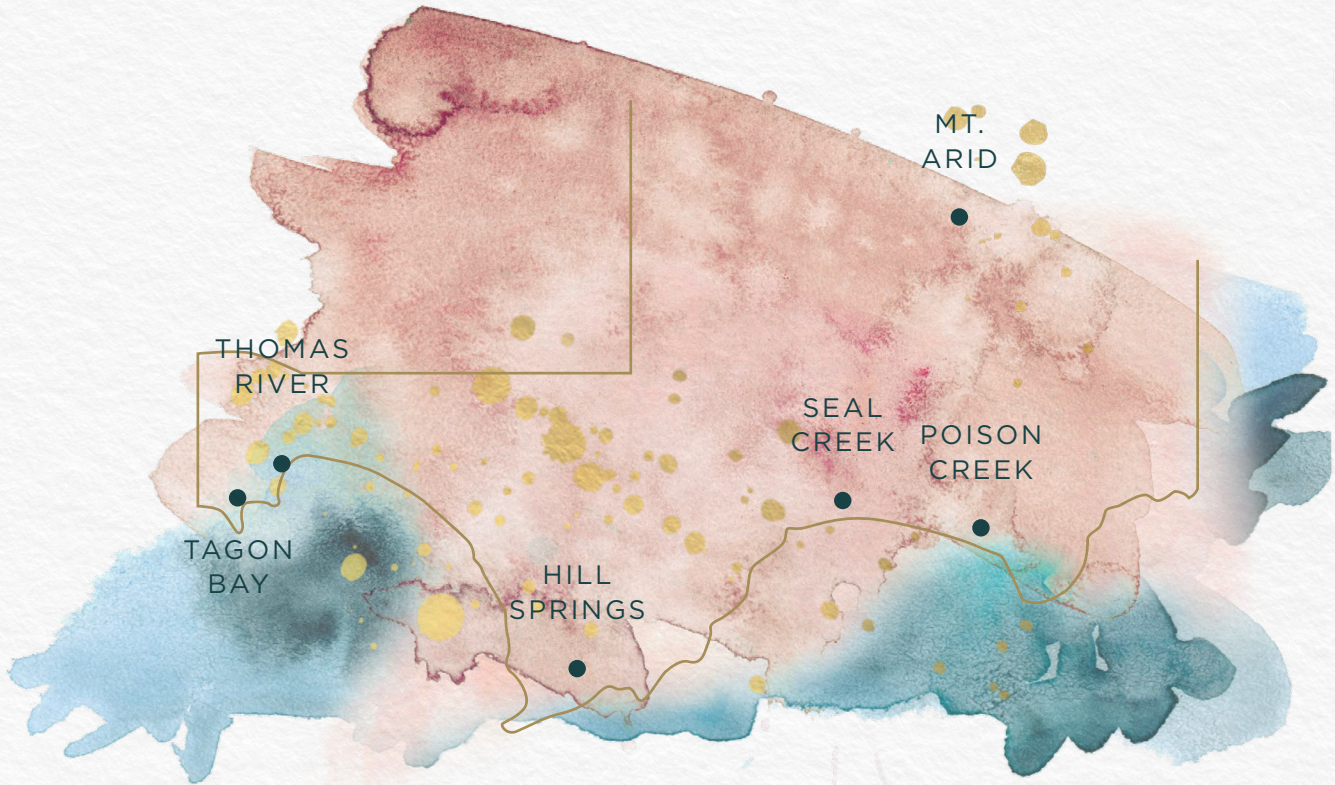 MT.
ARID
THOMAS
RIVER
SEAL
CREEK
POISON
CREEK
TAGON
BAY
HILL
SPRINGS